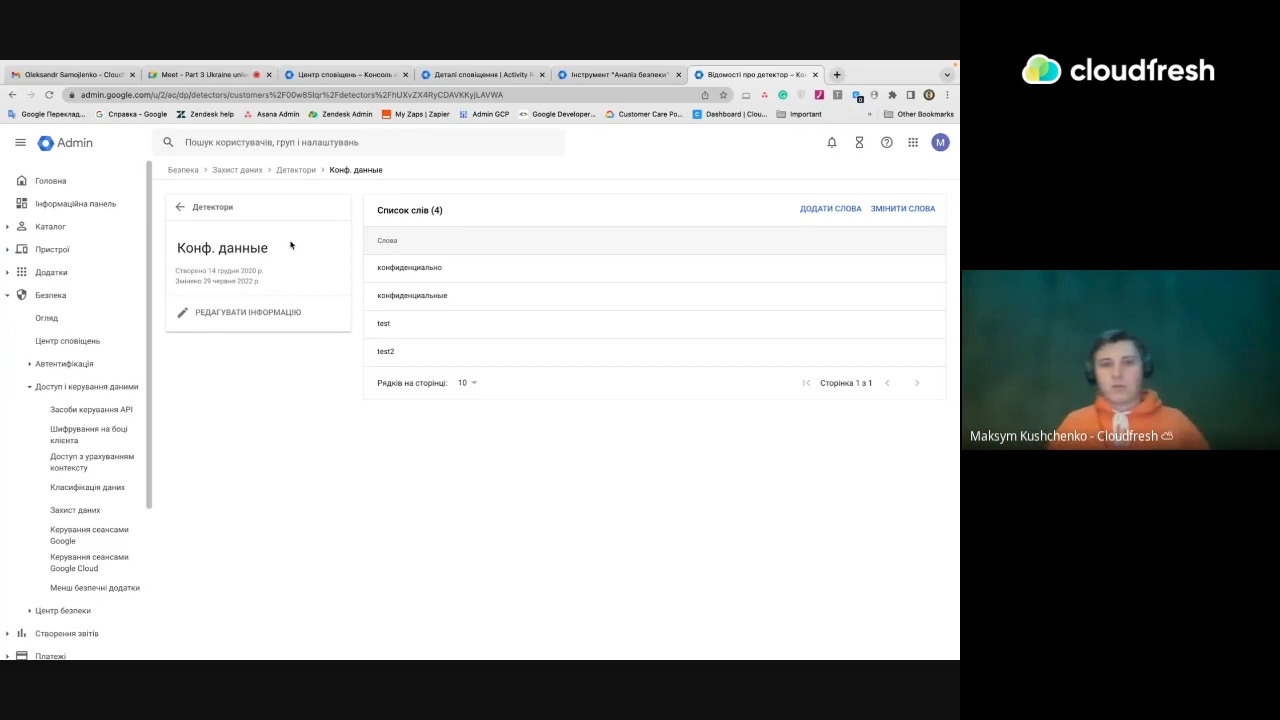 Oleksandr Samojlenko - Cloud
Meet - Part 3 Ukraine univ
Центр сповіщень – Консоль
Деталі сповіщення | Activity R
Інструмент "Аналіз безпеки"
Відомості про детектор – Ко
admin.google.com/u/2/ac/dp/detectors/customers%2F00w85lqr%2Fdetectors%2FhUXvZX4RyCDAVKKyjLAVWA
Google Переклад...
Справка - Google
Zendesk help
Asana Admin
Zendesk Admin
My Zaps | Zapier
Admin GCP
Google Developer...
Customer Care Po...
Dashboard | Clou...
Important
»
Other Bookmarks
Admin
Пошук користувачів, груп і налаштувань
M
Безпека > Захист даних > Детектори > Конф. данные
Головна
Інформаційна панель
Каталог
Пристрої
Додатки
Безпека
Огляд
Центр сповіщень
Автентифікація
Доступ і керування даними
Засоби керування API
Шифрування на боці
клієнта
Доступ з урахуванням
контексту
Класифікація даних
Захист даних
Керування сеансами
Google
Керування сеансами
Google Cloud
Менш безпечні додатки
Центр безпеки
Створення звітів
Платежі
Детектори
Конф. данные
Створено 14 грудня 2020 р.
Змінено 29 червня 2022 р.
РЕДАГУВАТИ ІНФОРМАЦІЮ
Список слів (4)
ДОДАТИ СЛОВА
ЗМІНИТИ СЛОВА
Слова
конфиденциально
конфиденциальные
test
test2
Рядків на сторінці: 10
Сторінка 1 з 1
cloudfresh
Maksym Kushchenko - Cloudfresh